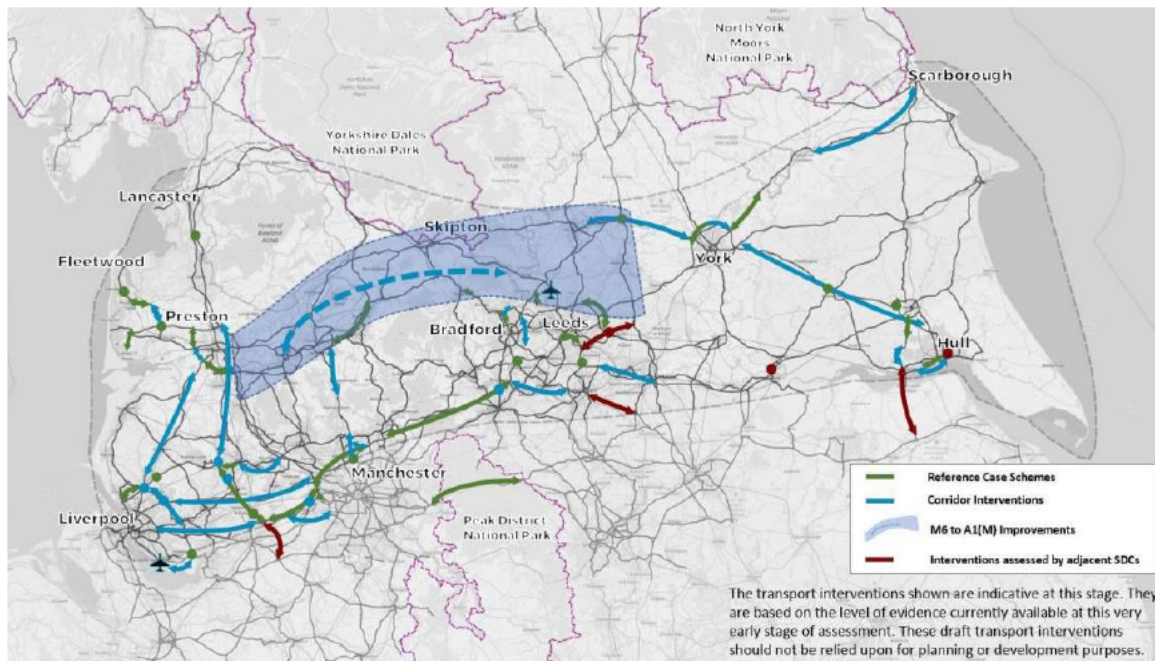 North York
Moors
National Park
Scarborough
Yorkshire Dales
National Park
Lancaster
Forest of
Bowland
AONB
Skipton
Fleetwood
York
Preston
Bradford
Leeds
Hull
Manchester
Liverpool
Peak District
National Park
Reference Case Schemes
Corridor Interventions
M6 to A1(M) Improvements
Interventions assessed by adjacent SDCs
The transport interventions shown are indicative at this stage. They
are based on the level of evidence currently available at this very
early stage of assessment. These draft transport interventions
should not be relied upon for planning or development purposes.